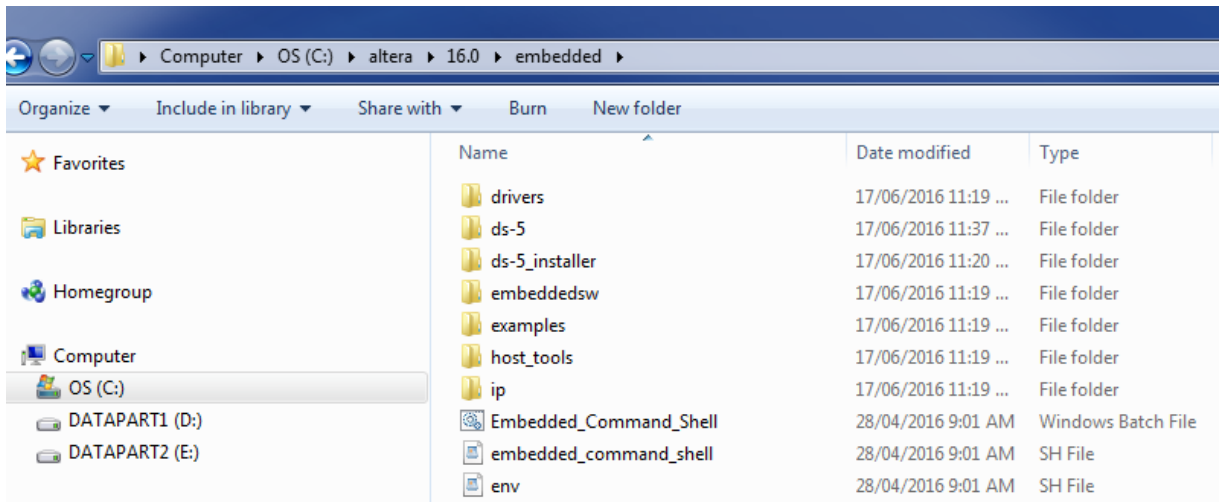 Computer OS (C:) altera 16.0 embedded
Organize Include in library Share with Burn New folder
Favorites
Libraries
Homegroup
Computer
OS (C:)
DATAPART1 (D:)
DATAPART2 (E:)
Name Date modified Type
drivers 17/06/2016 11:19 ... File folder
ds-5 17/06/2016 11:37 ... File folder
ds-5_installer 17/06/2016 11:20 ... File folder
embeddedsw 17/06/2016 11:19 ... File folder
examples 17/06/2016 11:19 ... File folder
host_tools 17/06/2016 11:19 ... File folder
ip 17/06/2016 11:19 ... File folder
Embedded_Command_Shell 28/04/2016 9:01 AM Windows Batch File
embedded_command_shell 28/04/2016 9:01 AM SH File
env 28/04/2016 9:01 AM SH File